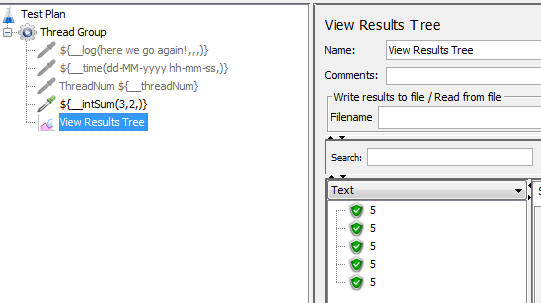 Test Plan
Thread Group
${__log(here we go again!,,,)}
${__time(dd-MM-yyyy hh-mm-ss,)}
ThreadNum ${__threadNum}
${__intSum(3,2,)}
View Results Tree
View Results Tree
Name: View Results Tree
Comments:
Write results to file / Read from file
Filename
Search:
Text
5
5
5
5
5